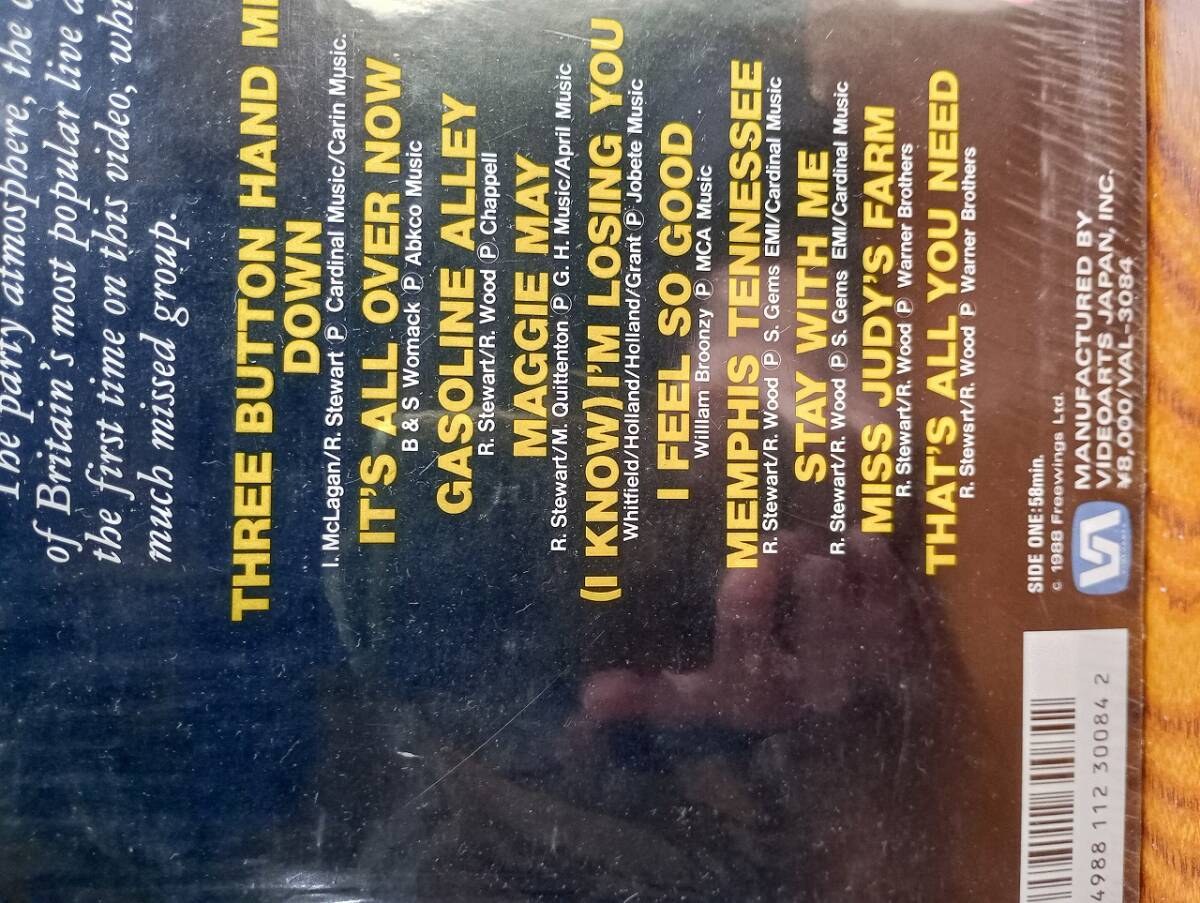 The party atmosphere, the
of Britain's most popular live
the first time on this video,
much missed group.
THREE BUTTON HAND ME
DOWN
I. McLagan/R. Stewart Ⓟ Cardinal Music/Carin Music.
IT'S ALL OVER NOW
B & S Womack Ⓟ Abkco Music
GASOLINE ALLEY
R. Stewart/R. Wood Ⓟ Chappell
MAGGIE MAY
R. Stewart/M. Quittenton Ⓟ G. H. Music/April Music
(I KNOW) I'M LOSING YOU
Whitfield/Holland/Holland/Grant Ⓟ Jobete Music
I FEEL SO GOOD
William Broonzy Ⓟ MCA Music
MEMPHIS TENNESSEE
R. Stewart/R. Wood Ⓟ S. Gems EMI/Cardinal Music
STAY WITH ME
R. Stewart/R. Wood Ⓟ S. Gems EMI/Cardinal Music
MISS JUDY'S FARM
R. Stewart/R. Wood Ⓟ Warner Brothers
THAT'S ALL YOU NEED
R. Stewsrt/R. Wood Ⓟ Warner Brothers
SIDE ONE:58min.
© 1988 Freewings Ltd.
MANUFACTURED BY
VIDEOARTS JAPAN, INC.
¥8,000/VAL-3084
VA
4988 112 30084 2